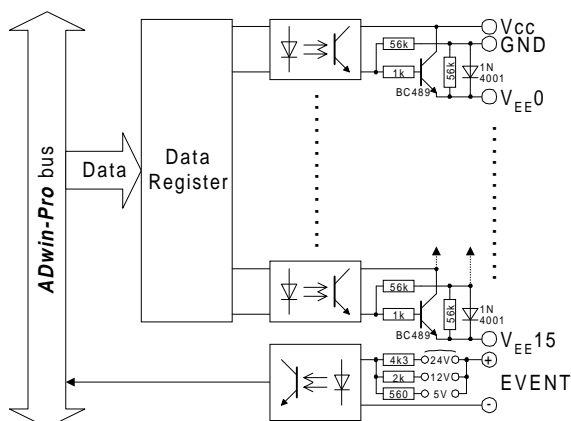 Vcc
56k
GND
1k
56k
1N
4001
BC489
VEE0
ADwin-Pro bus
Data
Data
Register
56k
1k
56k
1N
4001
BC489
VEE15
4k3
24V
+
2k
12V
EVENT
560
5V
-